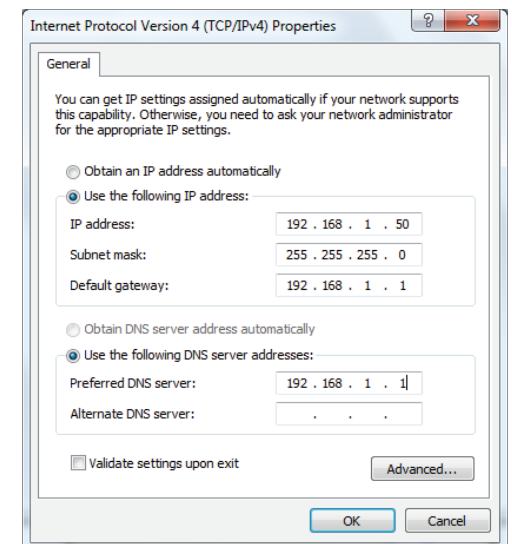 Internet Protocol Version 4 (TCP/IPv4) Properties
General
You can get IP settings assigned automatically if your network supports
this capability. Otherwise, you need to ask your network administrator
for the appropriate IP settings.
Obtain an IP address automatically
Use the following IP address:
IP address: 192 . 168 . 1 . 50
Subnet mask: 255 . 255 . 255 . 0
Default gateway: 192 . 168 . 1 . 1
Obtain DNS server address automatically
Use the following DNS server addresses:
Preferred DNS server: 192 . 168 . 1 . 1
Alternate DNS server: . . .
Validate settings upon exit
Advanced...
OK Cancel